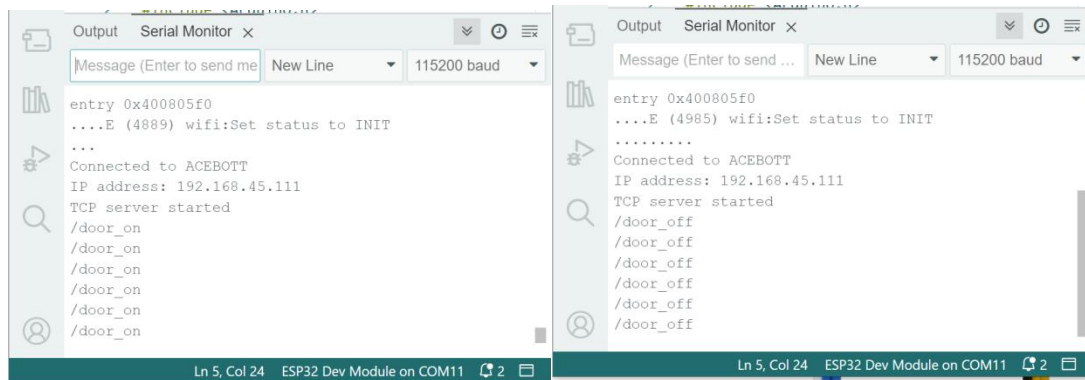 Output Serial Monitor ×
Message (Enter to send me New Line 115200 baud
entry 0x400805f0
....E (4889) wifi:Set status to INIT
...
Connected to ACEBOTT
IP address: 192.168.45.111
TCP server started
/door_on
/door_on
/door_on
/door_on
/door_on
/door_on
Ln 5, Col 24 ESP32 Dev Module on COM11 2
Output Serial Monitor ×
Message (Enter to send ... New Line 115200 baud
entry 0x400805f0
....E (4985) wifi:Set status to INIT
.........
Connected to ACEBOTT
IP address: 192.168.45.111
TCP server started
/door_off
/door_off
/door_off
/door_off
/door_off
/door_off
Ln 5, Col 24 ESP32 Dev Module on COM11 2